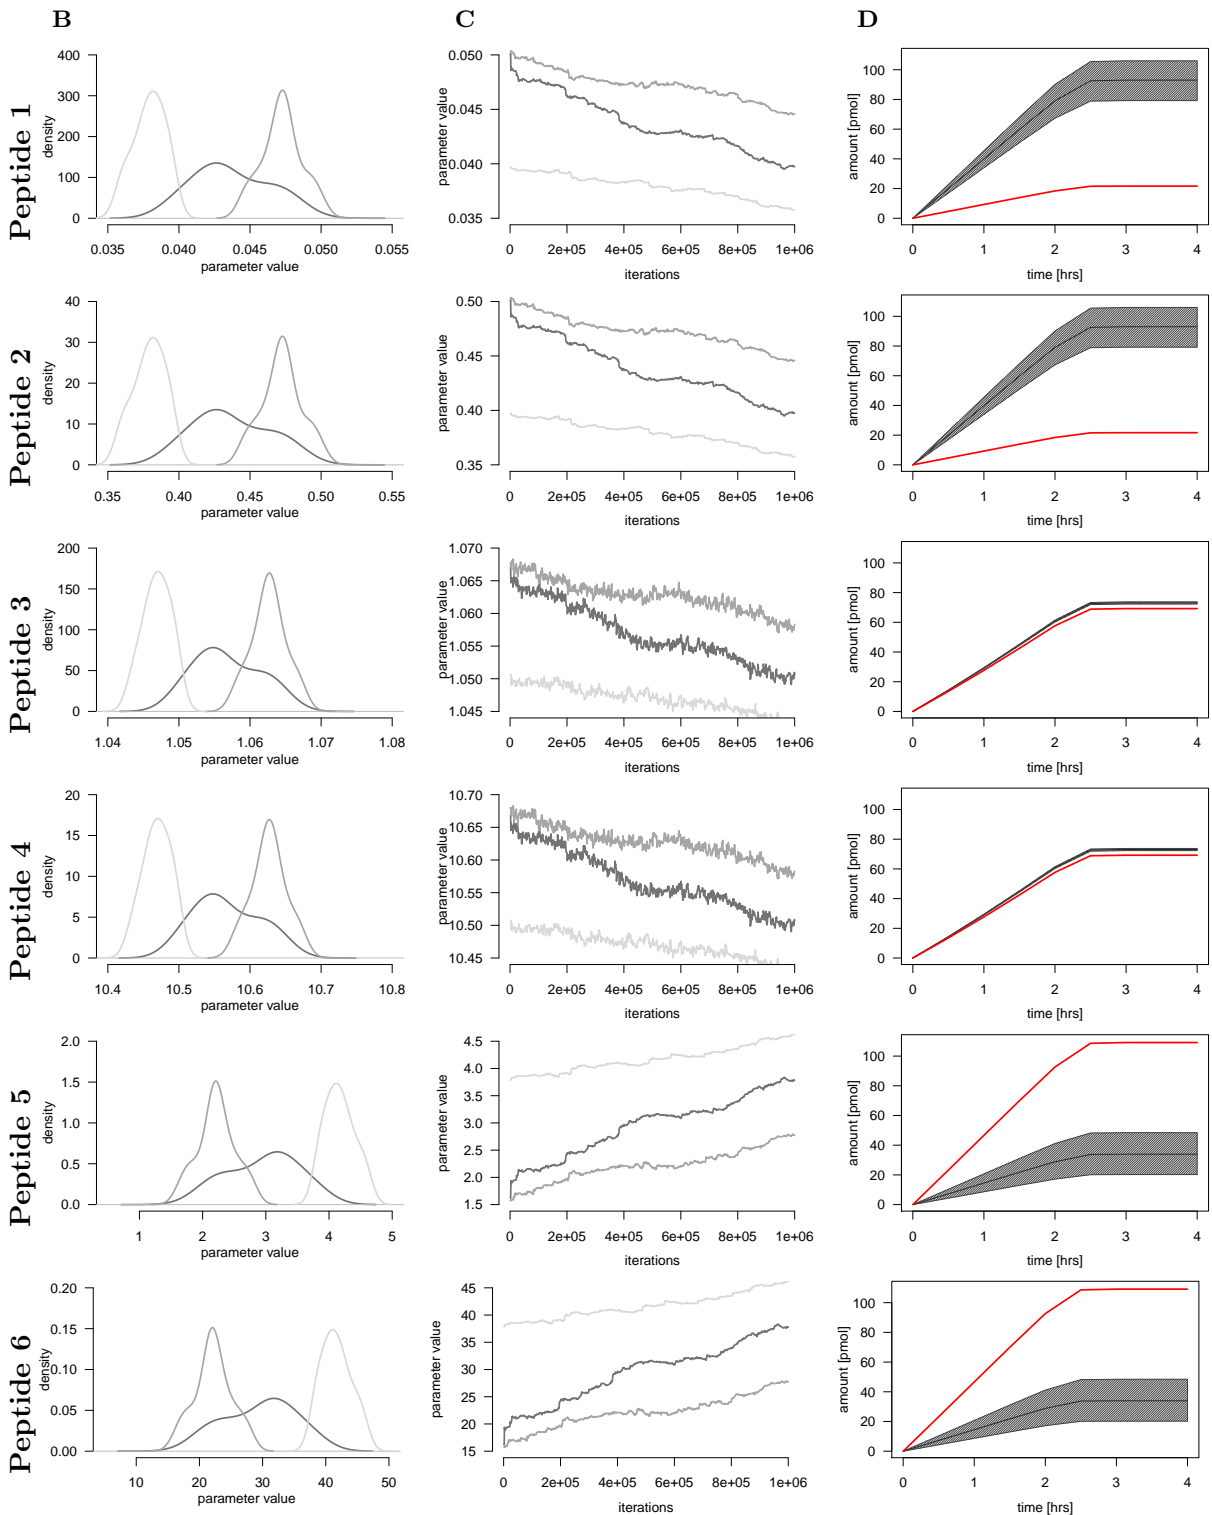 B C D
Peptide 1
density
400
300
200
100
0
0.035 0.040 0.045 0.050 0.055
parameter value
parameter value
0.050
0.045
0.040
0.035
0 2e+05 4e+05 6e+05 8e+05 1e+06
iterations
amount [pmol]
100
80
60
40
20
0
0 1 2 3 4
time [hrs]
Peptide 2
density
40
30
20
10
0
0.35 0.40 0.45 0.50 0.55
parameter value
parameter value
0.50
0.45
0.40
0.35
0 2e+05 4e+05 6e+05 8e+05 1e+06
iterations
amount [pmol]
100
80
60
40
20
0
0 1 2 3 4
time [hrs]
Peptide 3
density
200
150
100
50
0
1.04 1.05 1.06 1.07 1.08
parameter value
parameter value
1.070
1.065
1.060
1.055
1.050
1.045
0 2e+05 4e+05 6e+05 8e+05 1e+06
iterations
amount [pmol]
100
80
60
40
20
0
0 1 2 3 4
time [hrs]
Peptide 4
density
20
15
10
5
0
10.4 10.5 10.6 10.7 10.8
parameter value
parameter value
10.70
10.65
10.60
10.55
10.50
10.45
0 2e+05 4e+05 6e+05 8e+05 1e+06
iterations
amount [pmol]
100
80
60
40
20
0
0 1 2 3 4
time [hrs]
Peptide 5
density
2.0
1.5
1.0
0.5
0.0
1 2 3 4 5
parameter value
parameter value
4.5
4.0
3.5
3.0
2.5
2.0
1.5
0 2e+05 4e+05 6e+05 8e+05 1e+06
iterations
amount [pmol]
100
80
60
40
20
0
0 1 2 3 4
time [hrs]
Peptide 6
density
0.20
0.15
0.10
0.05
0.00
10 20 30 40 50
parameter value
parameter value
45
40
35
30
25
20
15
0 2e+05 4e+05 6e+05 8e+05 1e+06
iterations
amount [pmol]
100
80
60
40
20
0
0 1 2 3 4
time [hrs]